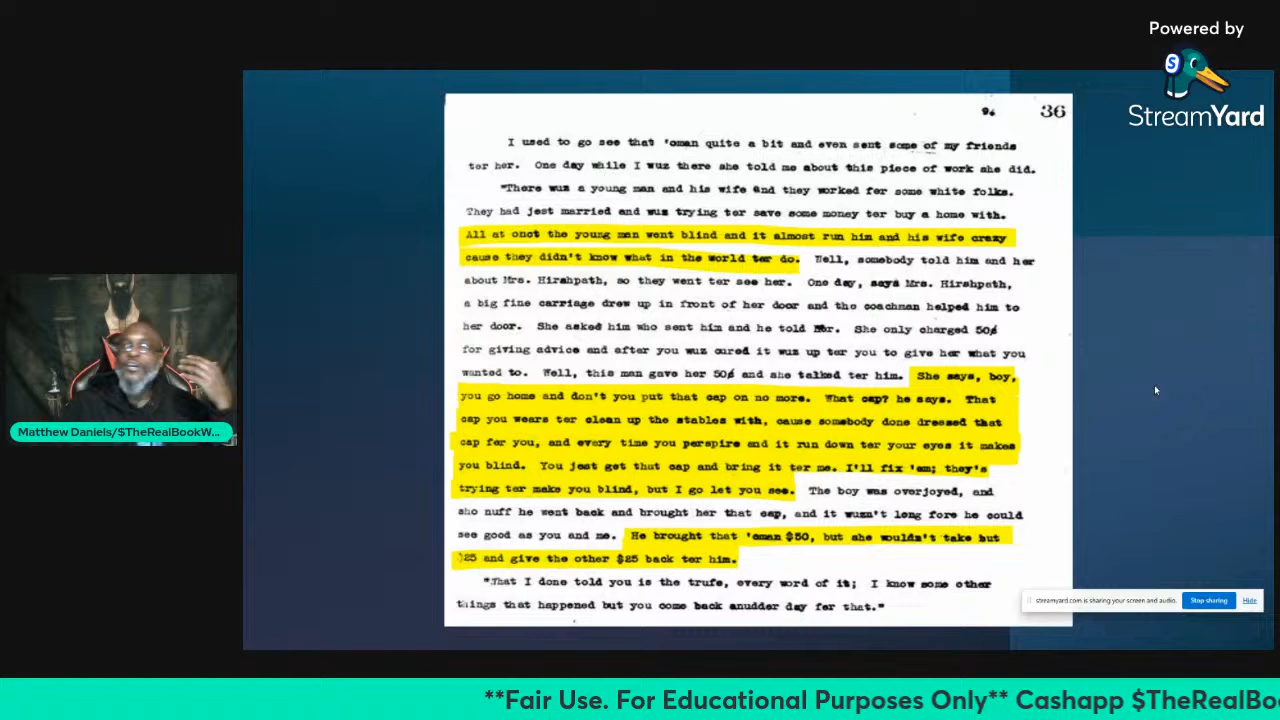 Powered by
StreamYard
96 36
I used to go see that 'oman quite a bit and even sent some of my friends
ter her. One day while I wuz there she told me about this piece of work she did.
"There wuz a young man and his wife and they worked fer some white folks.
They had jest married and wuz trying ter save some money ter buy a home with.
All at onct the young man went blind and it almost run him and his wife crazy
cause they didn't know what in the world ter do. Well, somebody told him and her
about Mrs. Hirshpath, so they went ter see her. One day, says Mrs. Hirshpath,
a big fine carriage drew up in front of her door and the coachman helped him to
her door. She asked him who sent him and he told her. She only charged 50¢
for giving advice and after you wuz cured it wuz up ter you to give her what you
wanted to. Well, this man gave her 50¢ and she talked ter him. She says, boy,
you go home and don't you put that cap on no more. What cap? he says. That
cap you wears ter clean up the stables with, cause somebody done dressed that
cap fer you, and every time you perspire and it run down ter your eyes it makes
you blind. You jest get that cap and bring it ter me. I'll fix 'em; they's
trying ter make you blind, but I go let you see. The boy was overjoyed, and
sho nuff he went back and brought her that cap, and it wuzn't long fore he could
see good as you and me. He brought that 'oman $50, but she wouldn't take but
$25 and give the other $25 back ter him.
"That I done told you is the trufe, every word of it; I know some other
things that happened but you come back anudder day fer that."
streamyard.com is sharing your screen and audio. Stop sharing Hide
Matthew Daniels/$TheRealBookW...
**Fair Use. For Educational Purposes Only** Cashapp $TheRealBo